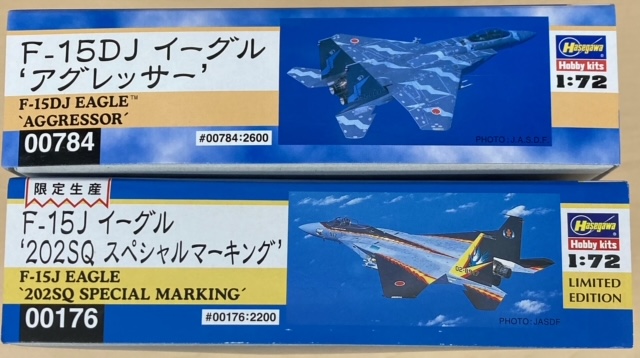 F-15DJ イーグル
'アグレッサー'
F-15DJ EAGLE™
`AGGRESSOR´
00784
#00784:2600
Hasegawa
Hobby kits
1:72
PHOTO:J.A.S.D.F.
限定生産
F-15J イーグル
'202SQ スペシャルマーキング'
F-15J EAGLE
`202SQ SPECIAL MARKING´
00176
#00176:2200
Hasegawa
Hobby kits
1:72
LIMITED
EDITION
PHOTO:JASDF